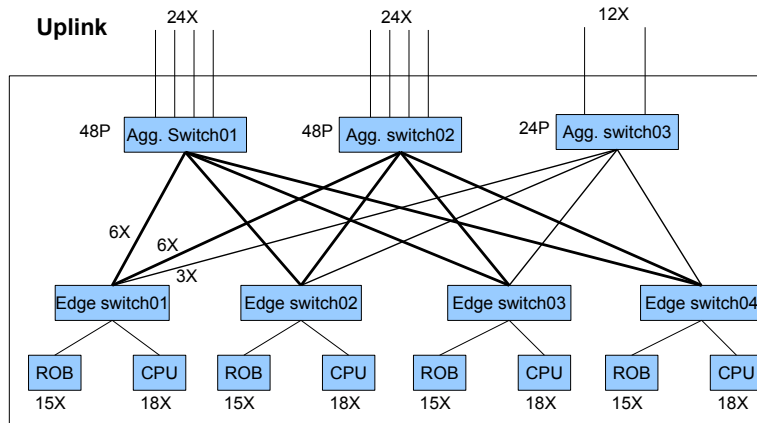 Uplink
24X
24X
12X
48P
Agg. Switch01
48P
Agg. switch02
24P
Agg. switch03
6X
6X
3X
Edge switch01
Edge switch02
Edge switch03
Edge switch04
ROB
CPU
ROB
CPU
ROB
CPU
ROB
CPU
15X
18X
15X
18X
15X
18X
15X
18X